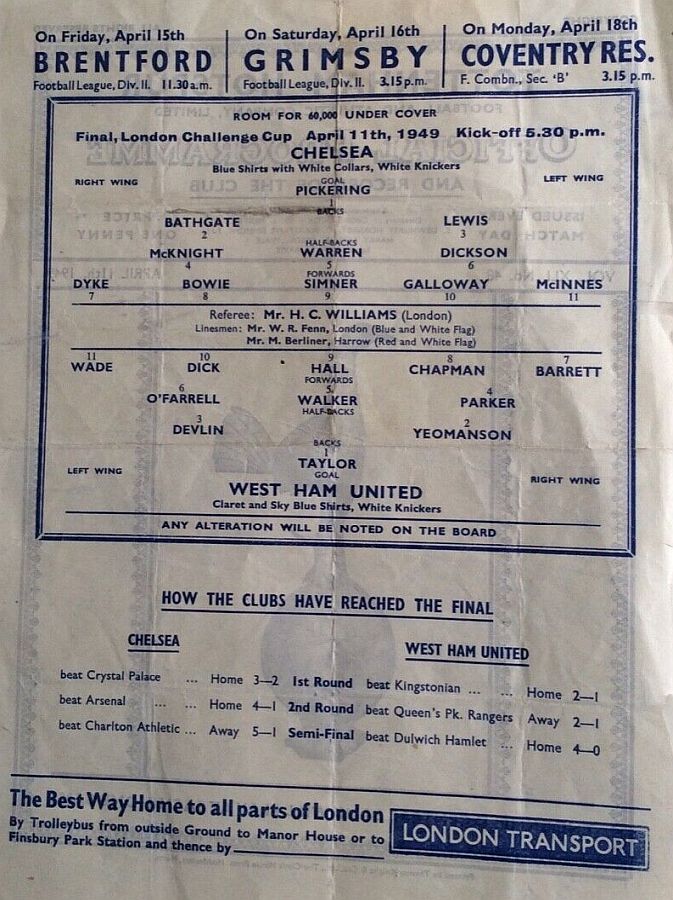 On Friday, April 15th
BRENTFORD
Football League, Div. II. 11.30 a.m.
On Saturday, April 16th
GRIMSBY
Football League, Div. II. 3.15 p.m.
On Monday, April 18th
COVENTRY RES.
F. Combn., Sec. 'B' 3.15 p.m.
ROOM FOR 60,000 UNDER COVER
Final, London Challenge Cup April 11th, 1949 Kick-off 5.30 p.m.
CHELSEA
Blue Shirts with White Collars, White Knickers
RIGHT WING GOAL LEFT WING
PICKERING
1
BACKS
BATHGATE LEWIS
2 3
HALF-BACKS
McKNIGHT WARREN DICKSON
4 5 6
FORWARDS
DYKE BOWIE SIMNER GALLOWAY McINNES
7 8 9 10 11
Referee: Mr. H. C. WILLIAMS (London)
Linesmen: Mr. W. R. Fenn, London (Blue and White Flag)
Mr. M. Berliner, Harrow (Red and White Flag)
11 10 9 8 7
WADE DICK HALL CHAPMAN BARRETT
FORWARDS
6 5 4
O'FARRELL WALKER PARKER
HALF-BACKS
3 2
DEVLIN YEOMANSON
BACKS
1
TAYLOR
LEFT WING GOAL RIGHT WING
WEST HAM UNITED
Claret and Sky Blue Shirts, White Knickers
ANY ALTERATION WILL BE NOTED ON THE BOARD
HOW THE CLUBS HAVE REACHED THE FINAL
CHELSEA WEST HAM UNITED
beat Crystal Palace ... Home 3—2 1st Round beat Kingstonian ... ... Home 2—1
beat Arsenal ... ... Home 4—1 2nd Round beat Queen's Pk. Rangers Away 2—1
beat Charlton Athletic ... Away 5—1 Semi-Final beat Dulwich Hamlet ... Home 4—0
The Best Way Home to all parts of London
By Trolleybus from outside Ground to Manor House or to
Finsbury Park Station and thence by
LONDON TRANSPORT